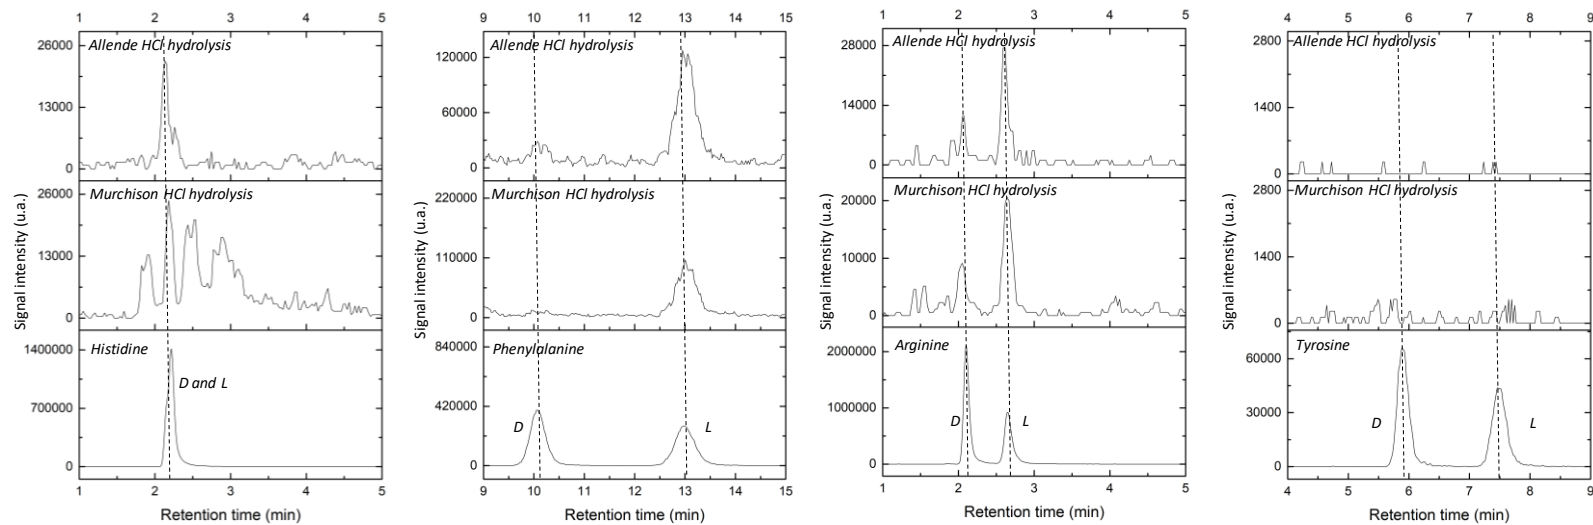 1 2 3 4 5
Allende HCl hydrolysis
26000
13000
0
Murchison HCl hydrolysis
26000
13000
0
Signal intensity (u.a.)
Histidine
1400000
D and L
700000
0
1 2 3 4 5
Retention time (min)
9 10 11 12 13 14 15
Allende HCl hydrolysis
120000
60000
0
Murchison HCl hydrolysis
220000
110000
0
Signal intensity (u.a.)
Phenylalanine
840000
420000
D L
0
9 10 11 12 13 14 15
Retention time (min)
1 2 3 4 5
Allende HCl hydrolysis
28000
14000
0
Murchison HCl hydrolysis
20000
10000
0
Signal intensity (u.a.)
Arginine
2000000
1000000
D L
0
1 2 3 4 5
Retention time (min)
4 5 6 7 8 9
2800
Allende HCl hydrolysis
1400
0
2800
Murchison HCl hydrolysis
1400
0
Signal intensity (u.a.)
Tyrosine
60000
30000
D L
0
4 5 6 7 8 9
Retention time (min)